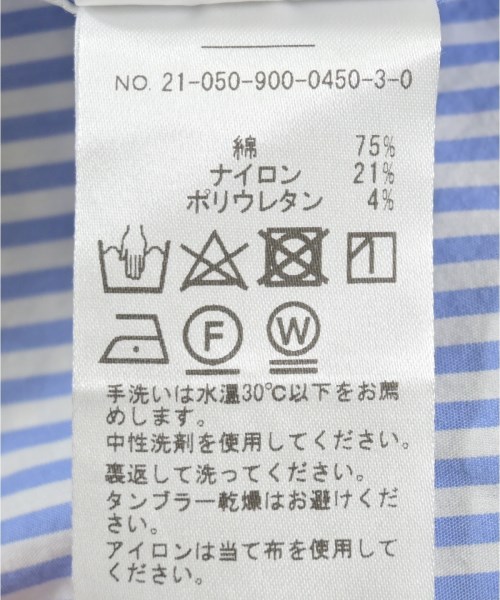 NO. 21-050-900-0450-3-0
綿 75%
ナイロン 21%
ポリウレタン 4%
F W
手洗いは水温30℃以下をお薦
めします。
中性洗剤を使用してください。
裏返して洗ってください。
タンブラー乾燥はお避けくだ
さい。
アイロンは当て布を使用して
ください。